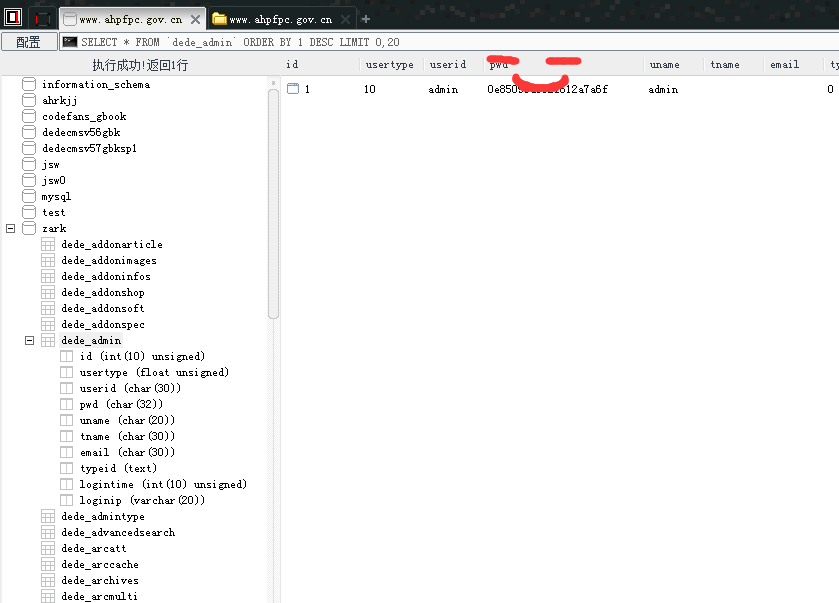 www.ahpfpc.gov.cn www.ahpfpc.gov.cn
配置 SELECT * FROM `dede_admin` ORDER BY 1 DESC LIMIT 0,20
执行成功!返回1行
id usertype userid pwd uname tname email ty
1 10 admin admin 0
information_schema
ahrkjj
codefans_gbook
dedecmsv56gbk
dedecmsv57gbksp1
jsw
jsw0
mysql
test
zark
dede_addonarticle
dede_addonimages
dede_addoninfos
dede_addonshop
dede_addonsoft
dede_addonspec
dede_admin
id (int(10) unsigned)
usertype (float unsigned)
userid (char(30))
pwd (char(32))
uname (char(20))
tname (char(30))
email (char(30))
typeid (text)
logintime (int(10) unsigned)
loginip (varchar(20))
dede_admintype
dede_advancedsearch
dede_arcatt
dede_arccache
dede_archives
dede_arcmulti